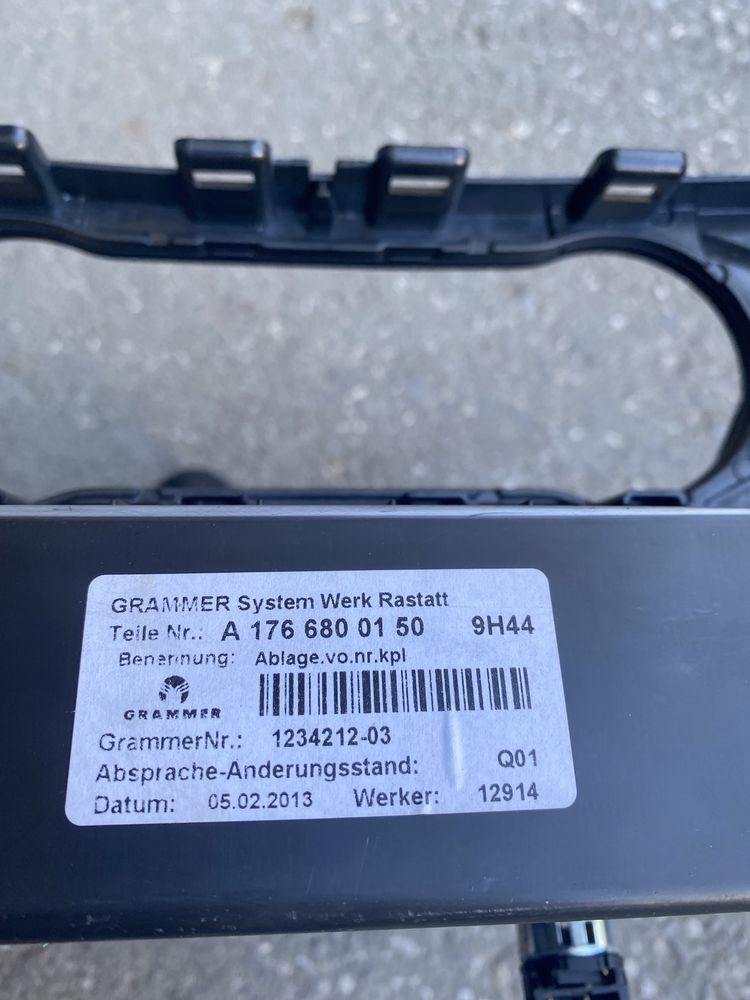 GRAMMER System Werk Rastatt
Teile Nr.: A 176 680 01 50 9H44
Benennung: Ablage.vo.nr.kpl
GRAMMER
GrammerNr.: 1234212-03
Absprache-Änderungsstand: Q01
Datum: 05.02.2013 Werker: 12914